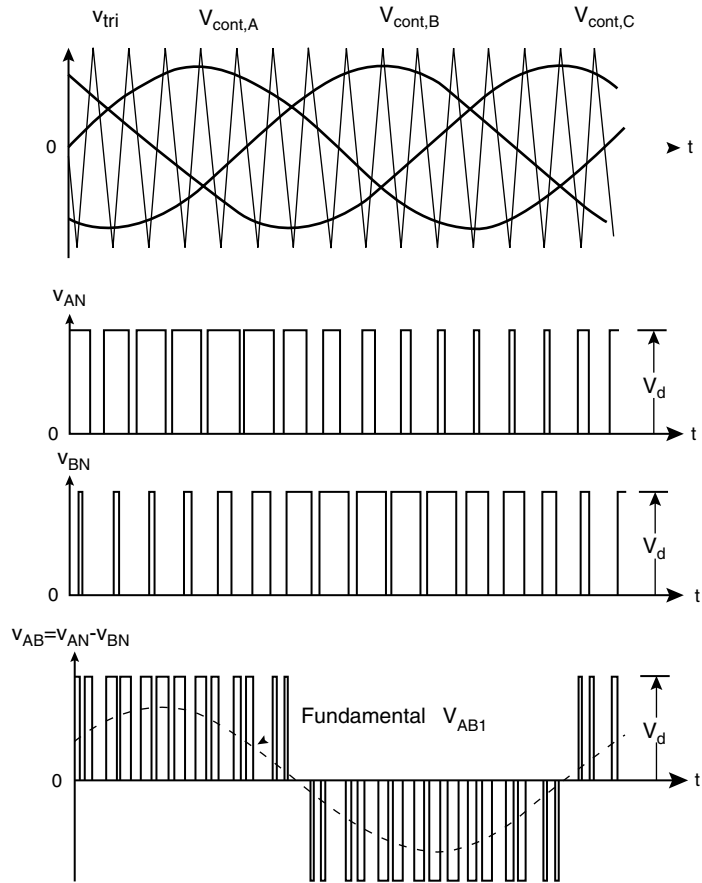 v_tri V_cont,A V_cont,B V_cont,C
0 t
v_AN
V_d
0 t
v_BN
V_d
0 t
v_AB=v_AN-v_BN
Fundamental V_AB1
V_d
0 t